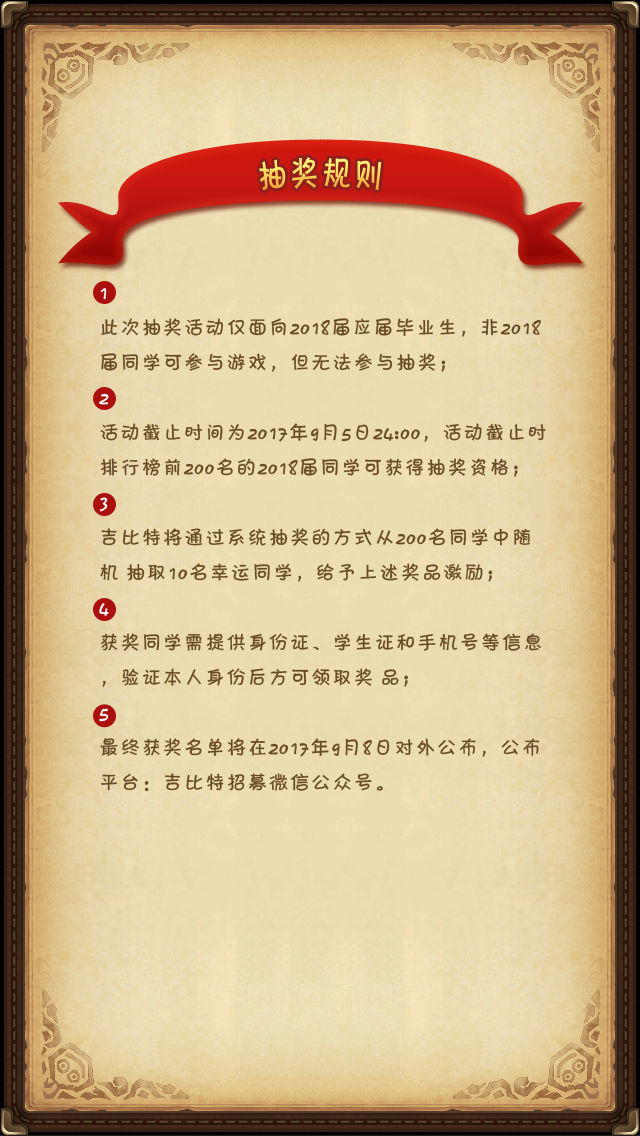 抽奖规则
1
此次抽奖活动仅面向2018届应届毕业生，非2018
届同学可参与游戏，但无法参与抽奖；
2
活动截止时间为2017年9月5日24:00，活动截止时
排行榜前200名的2018届同学可获得抽奖资格；
3
吉比特将通过系统抽奖的方式从200名同学中随
机 抽取10名幸运同学，给予上述奖品激励；
4
获奖同学需提供身份证、学生证和手机号等信息
，验证本人身份后方可领取奖 品；
5
最终获奖名单将在2017年9月8日对外公布，公布
平台：吉比特招募微信公众号。